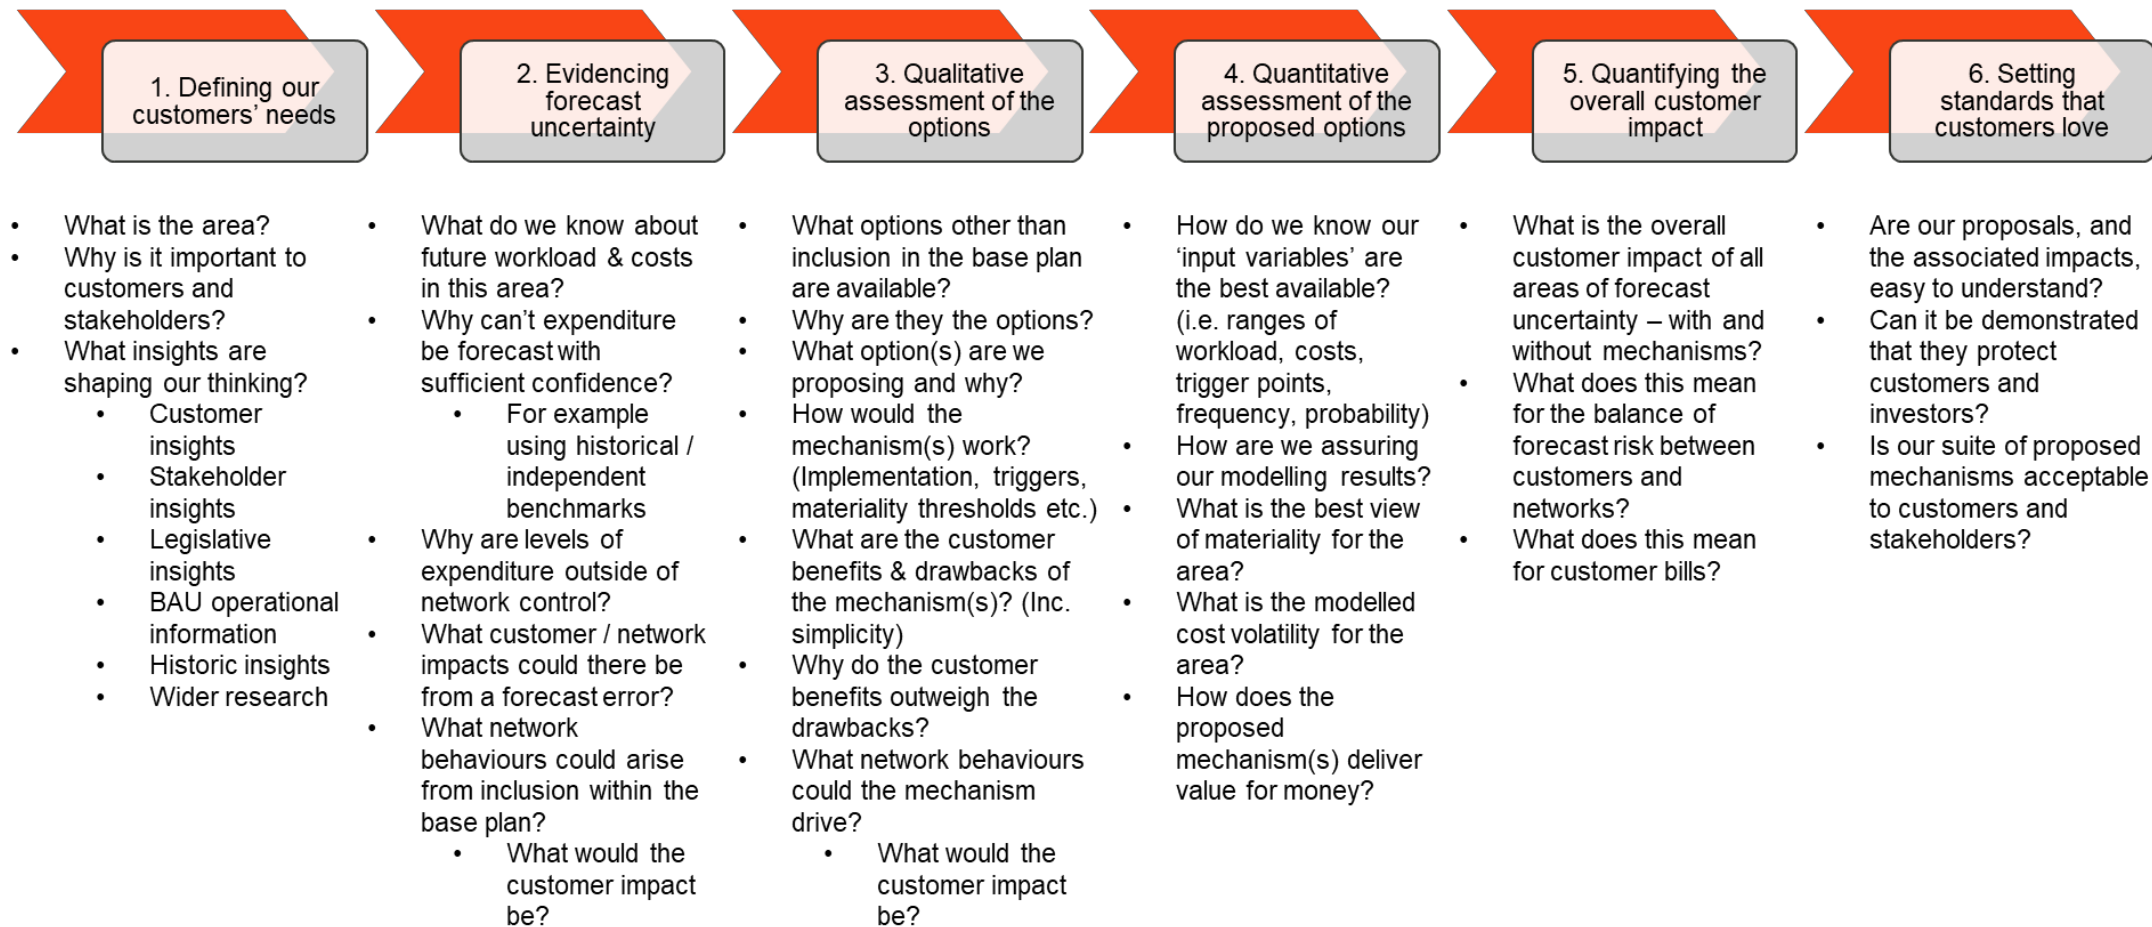 1. Defining our
customers’ needs
2. Evidencing
forecast
uncertainty
3. Qualitative
assessment of the
options
4. Quantitative
assessment of the
proposed options
5. Quantifying the
overall customer
impact
6. Setting
standards that
customers love
• What is the area?
• Why is it important to
customers and
stakeholders?
• What insights are
shaping our thinking?
• Customer
insights
• Stakeholder
insights
• Legislative
insights
• BAU operational
information
• Historic insights
• Wider research
• What do we know about
future workload & costs
in this area?
• Why can’t expenditure
be forecast with
sufficient confidence?
• For example
using historical /
independent
benchmarks
• Why are levels of
expenditure outside of
network control?
• What customer / network
impacts could there be
from a forecast error?
• What network
behaviours could arise
from inclusion within the
base plan?
• What would the
customer impact
be?
• What options other than
inclusion in the base plan
are available?
• Why are they the options?
• What option(s) are we
proposing and why?
• How would the
mechanism(s) work?
(Implementation, triggers,
materiality thresholds etc.)
• What are the customer
benefits & drawbacks of
the mechanism(s)? (Inc.
simplicity)
• Why do the customer
benefits outweigh the
drawbacks?
• What network behaviours
could the mechanism
drive?
• What would the
customer impact
be?
• How do we know our
‘input variables’ are
the best available?
(i.e. ranges of
workload, costs,
trigger points,
frequency, probability)
• How are we assuring
our modelling results?
• What is the best view
of materiality for the
area?
• What is the modelled
cost volatility for the
area?
• How does the
proposed
mechanism(s) deliver
value for money?
• What is the overall
customer impact of all
areas of forecast
uncertainty – with and
without mechanisms?
• What does this mean
for the balance of
forecast risk between
customers and
networks?
• What does this mean
for customer bills?
• Are our proposals, and
the associated impacts,
easy to understand?
• Can it be demonstrated
that they protect
customers and
investors?
• Is our suite of proposed
mechanisms acceptable
to customers and
stakeholders?